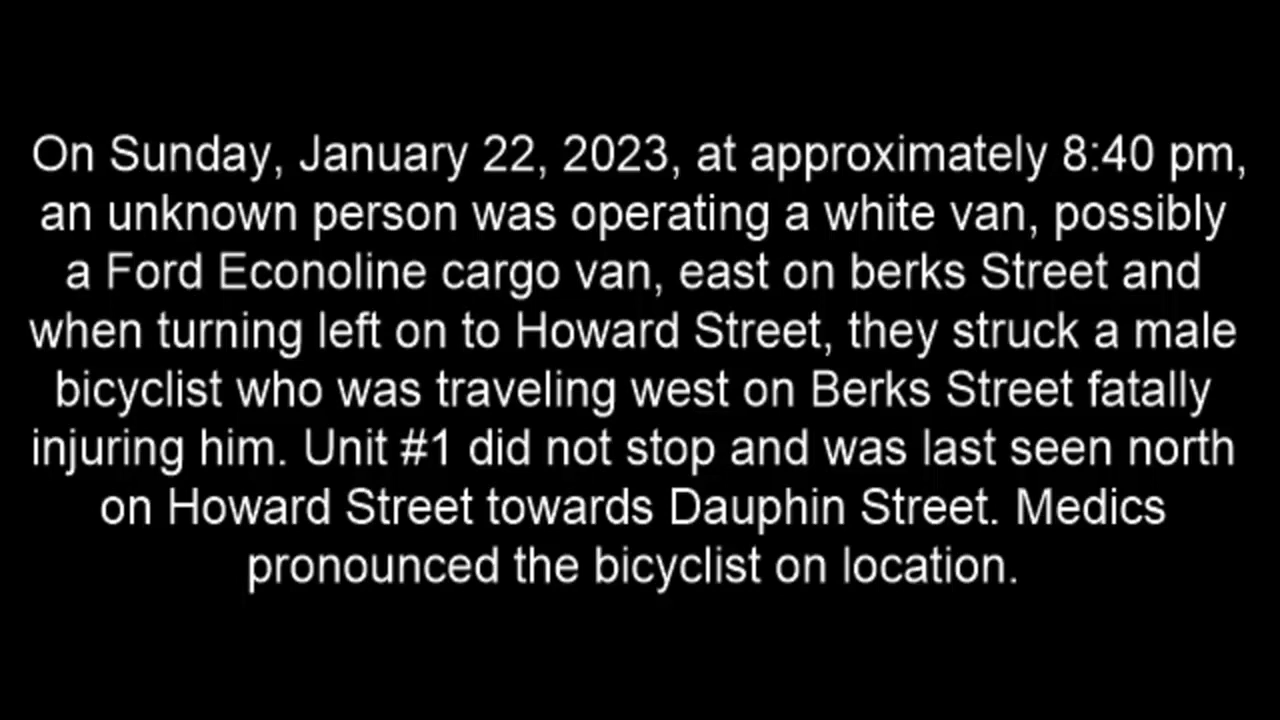 On Sunday, January 22, 2023, at approximately 8:40 pm,
an unknown person was operating a white van, possibly
a Ford Econoline cargo van, east on berks Street and
when turning left on to Howard Street, they struck a male
bicyclist who was traveling west on Berks Street fatally
injuring him. Unit #1 did not stop and was last seen north
on Howard Street towards Dauphin Street. Medics
pronounced the bicyclist on location.